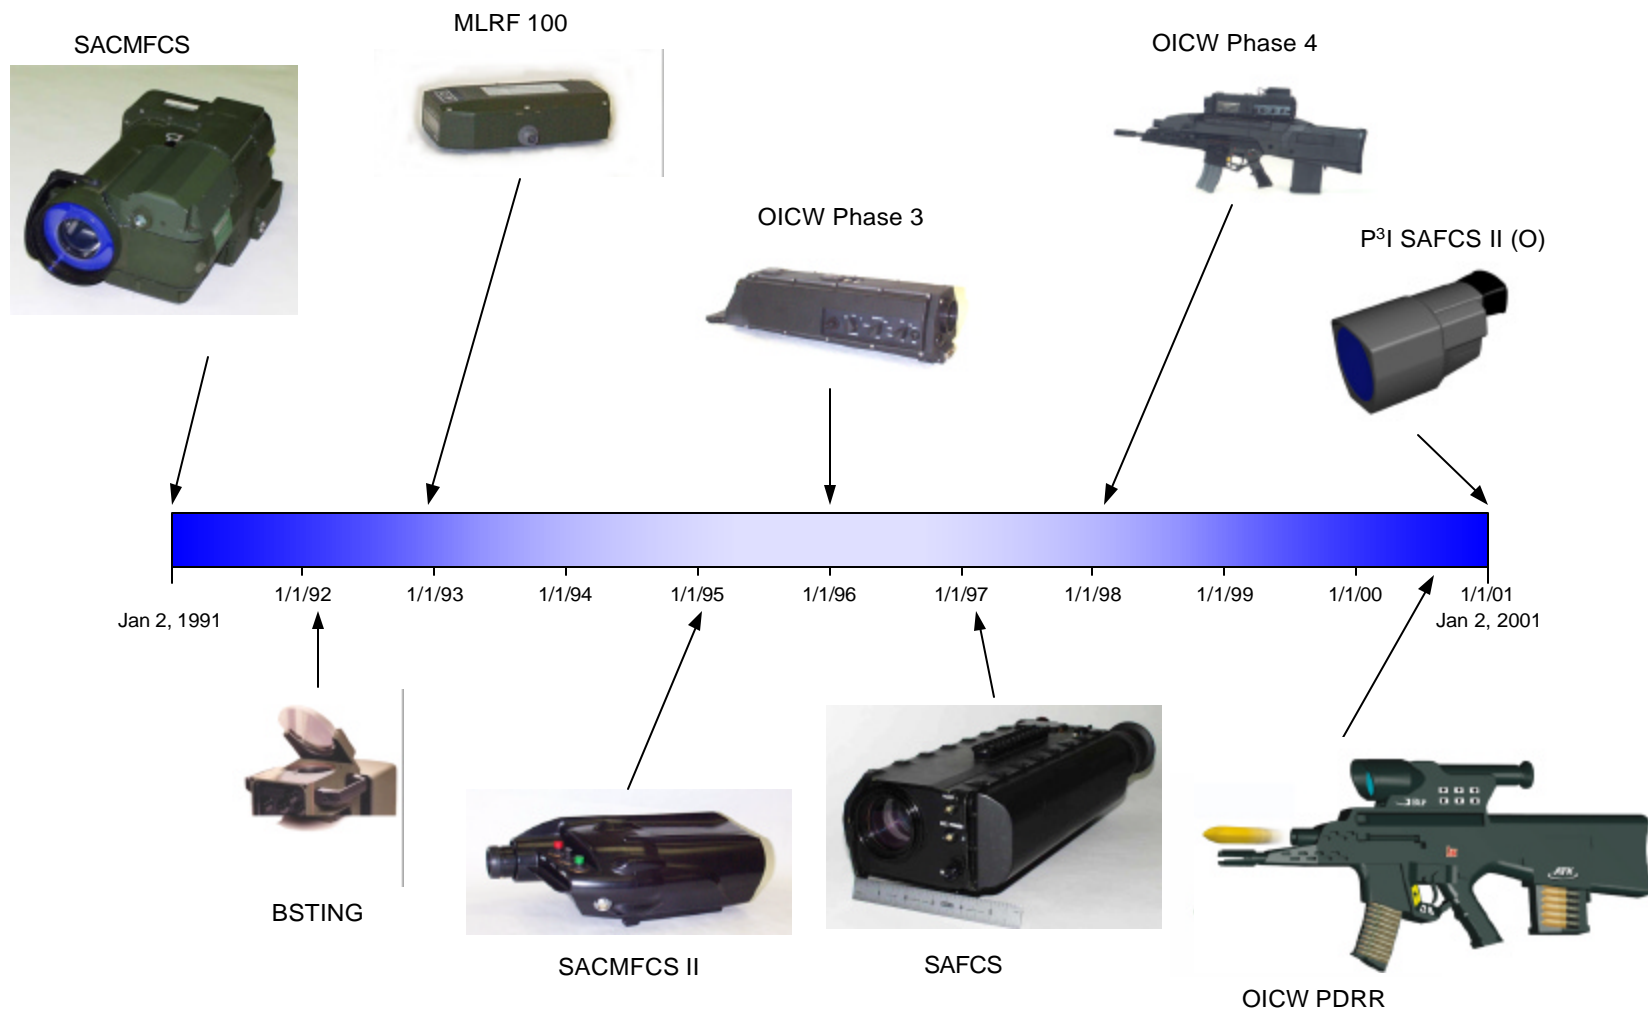 MLRF 100
SACMFCS
OICW Phase 4
OICW Phase 3
P³I SAFCS II (O)
1/1/92
1/1/93
1/1/94
1/1/95
1/1/96
1/1/97
1/1/98
1/1/99
1/1/00
1/1/01
Jan 2, 1991
Jan 2, 2001
ATK
BSTING
SACMFCS II
SAFCS
OICW PDRR